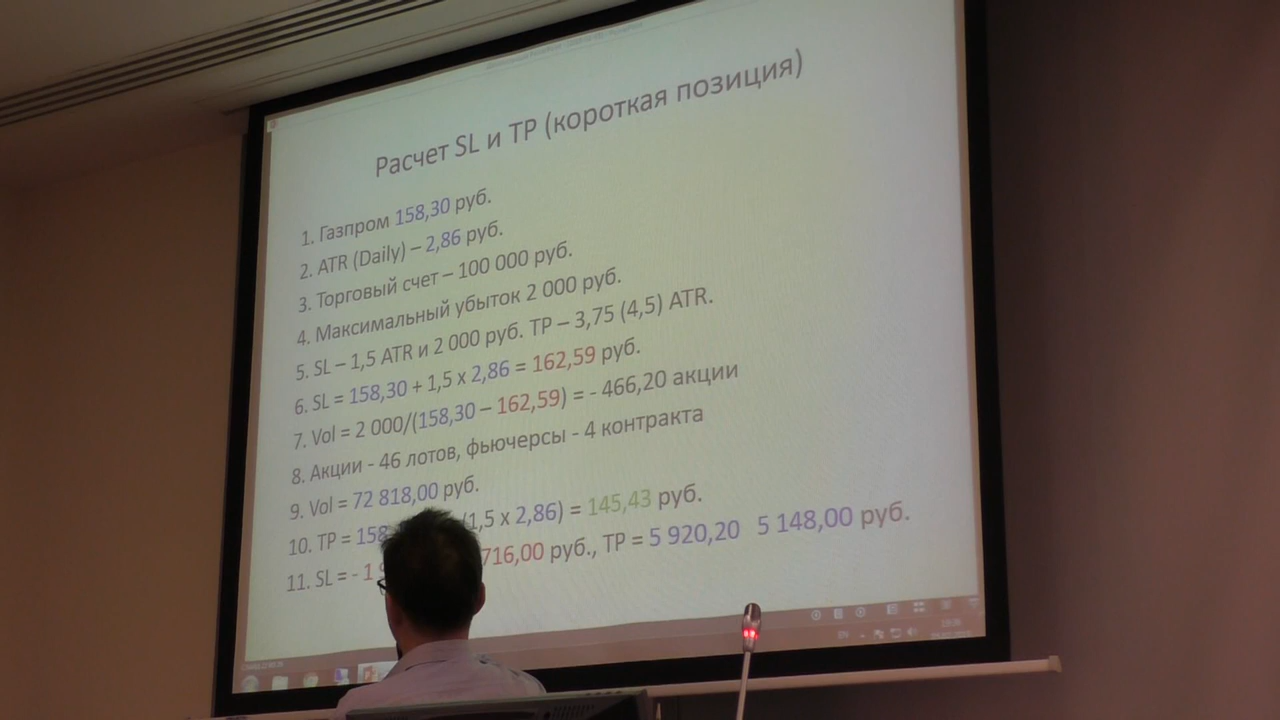 Расчет SL и TP (короткая позиция)
1. Газпром 158,30 руб.
2. ATR (Daily) – 2,86 руб.
3. Торговый счет – 100 000 руб.
4. Максимальный убыток 2 000 руб.
5. SL – 1,5 ATR и 2 000 руб. TP – 3,75 (4,5) ATR.
6. SL = 158,30 + 1,5 x 2,86 = 162,59 руб.
7. Vol = 2 000/(158,30 – 162,59) = - 466,20 акции
8. Акции - 46 лотов, фьючерсы - 4 контракта
9. Vol = 72 818,00 руб.
10. TP = 158 (1,5 x 2,86) = 145,43 руб.
11. SL = - 1 716,00 руб., TP = 5 920,20 5 148,00 руб.
EN